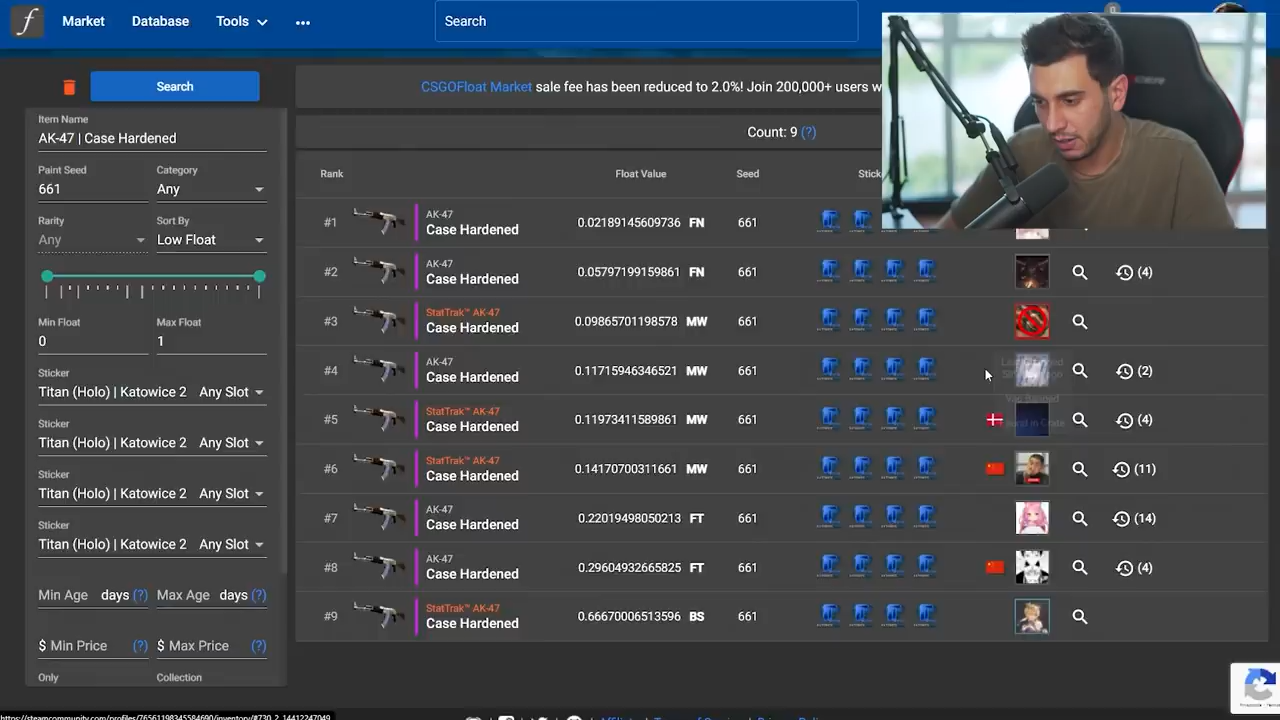 f Market Database Tools ••• Search
0
Search
CSGOFloat Market sale fee has been reduced to 2.0%! Join 200,000+ users w
Item Name
AK-47 | Case Hardened
Count: 9 (?)
Paint Seed Category
661 Any
Rarity Sort By
Any Low Float
Min Float Max Float
0 1
Sticker
Titan (Holo) | Katowice 2 Any Slot
Sticker
Titan (Holo) | Katowice 2 Any Slot
Sticker
Titan (Holo) | Katowice 2 Any Slot
Sticker
Titan (Holo) | Katowice 2 Any Slot
Min Age days (?) Max Age days (?)
$ Min Price (?) $ Max Price (?)
Only Collection
Rank Float Value Seed Stick
#1 AK-47 Case Hardened 0.02189145609736 FN 661
#2 AK-47 Case Hardened 0.05797199159861 FN 661 (4)
#3 StatTrak™ AK-47 Case Hardened 0.09865701198578 MW 661
#4 AK-47 Case Hardened 0.11715946346521 MW 661 (2)
#5 StatTrak™ AK-47 Case Hardened 0.11973411589861 MW 661 (4)
#6 StatTrak™ AK-47 Case Hardened 0.14170700311661 MW 661 (11)
#7 AK-47 Case Hardened 0.22019498050213 FT 661 (14)
#8 AK-47 Case Hardened 0.29604932665825 FT 661 (4)
#9 StatTrak™ AK-47 Case Hardened 0.66670006513596 BS 661